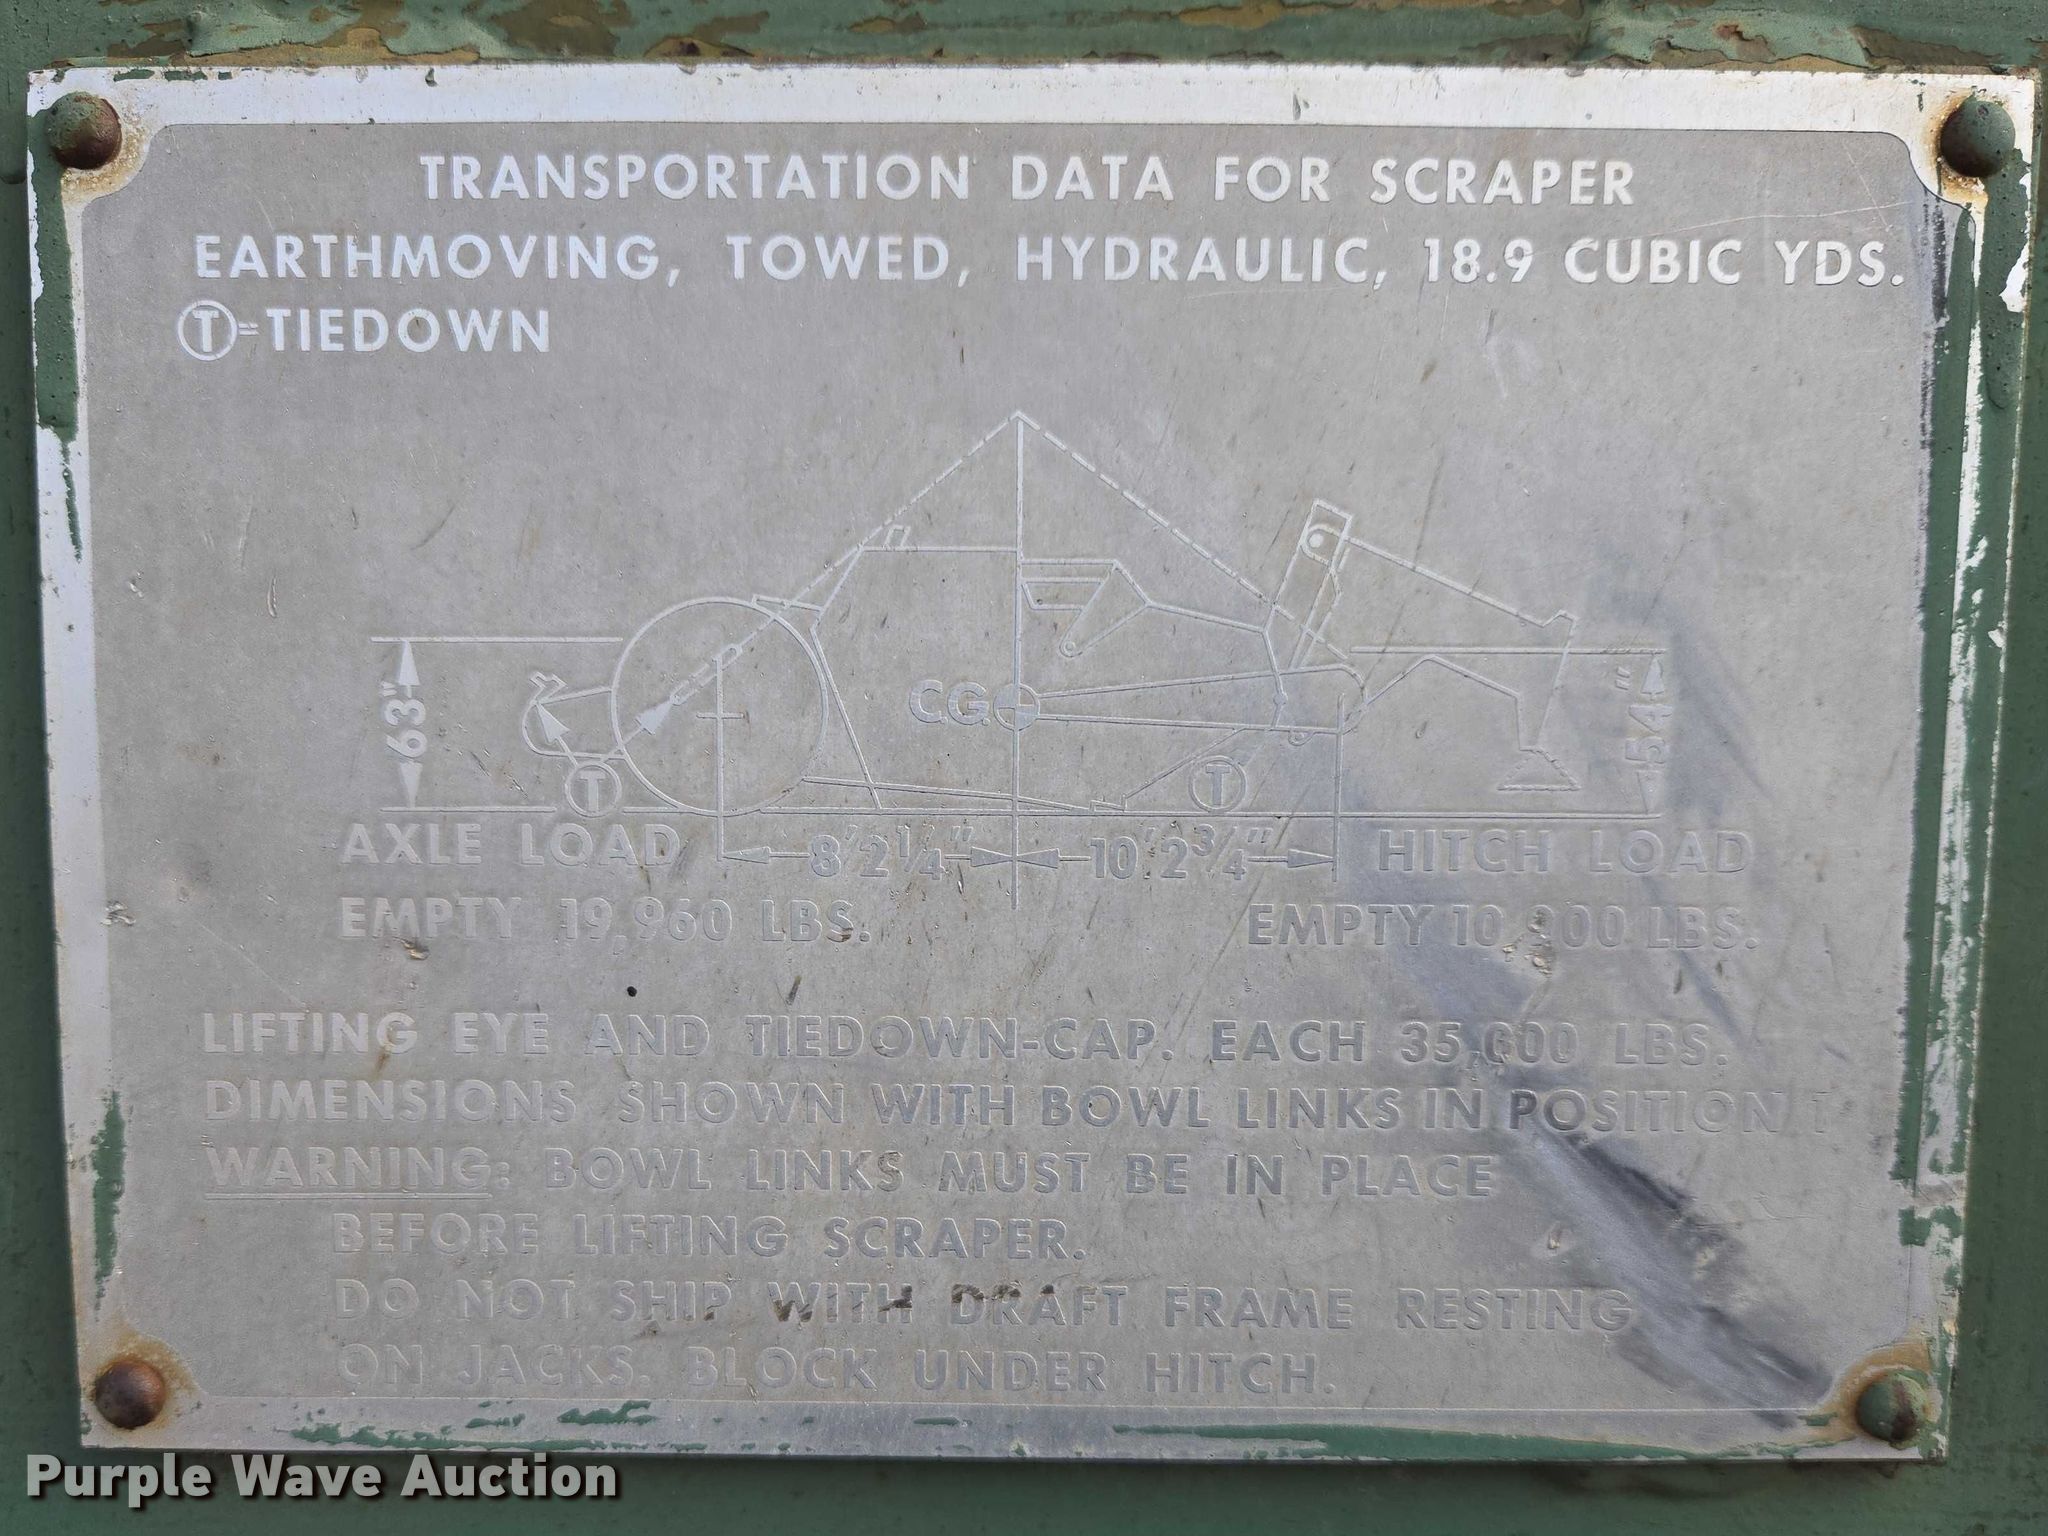 TRANSPORTATION DATA FOR SCRAPER
EARTHMOVING, TOWED, HYDRAULIC, 18.9 CUBIC YDS.
Ⓣ=TIEDOWN
63"
C.G.
54"
Ⓣ
Ⓣ
AXLE LOAD
8'2¼"
10'2¾"
HITCH LOAD
EMPTY 19,960 LBS.
EMPTY LBS.
LIFTING EYE AND TIEDOWN-CAP. EACH 35,000 LBS.
DIMENSIONS SHOWN WITH BOWL LINKS IN POSITION
WARNING: BOWL LINKS MUST BE IN PLACE
BEFORE LIFTING SCRAPER.
DO NOT SHIP WITH DRAFT FRAME RESTING
ON JACKS. BLOCK UNDER HITCH.
Purple Wave Auction